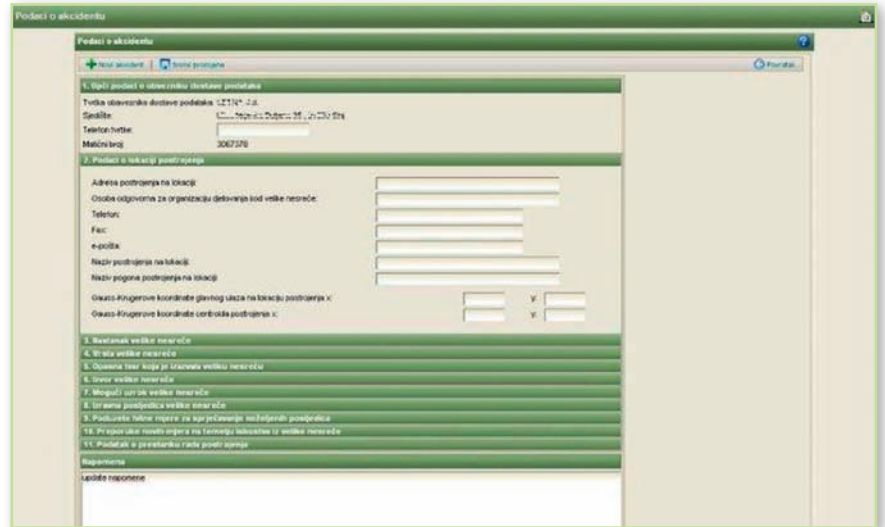 Podaci o akcidentu
Podaci o akcidentu
Novi akcident | Snimi promjene Povratak
1. Opći podaci o obvezniku dostave podataka
Tvrtka obveznika dostave podataka:
Sjedište:
Telefon tvrtke:
Matični broj: 3067378
2. Podaci o lokaciji postrojenja
Adresa postrojenja na lokaciji:
Osoba odgovorna za organizaciju djelovanja kod velike nesreće:
Telefon:
Fax:
e-pošta:
Naziv postrojenja na lokaciji:
Naziv pogona postrojenja na lokaciji:
Gauss-Krugerove koordinate glavnog ulaza na lokaciju postrojenja x: y:
Gauss-Krugerove koordinate centroida postrojenja x: y:
3. Nastanak velike nesreće
4. Vrsta velike nesreće
5. Opasna tvar koja je izazvala veliku nesreću
6. Izvor velike nesreće
7. Mogući uzrok velike nesreće
8. Izravna posljedica velike nesreće
9. Poduzete hitne mjere za sprječavanje neželjenih posljedica
10. Preporuke novih mjera na temelju iskustva iz velike nesreće
11. Podatak o prestanku rada postrojenja
Napomena
update napomene